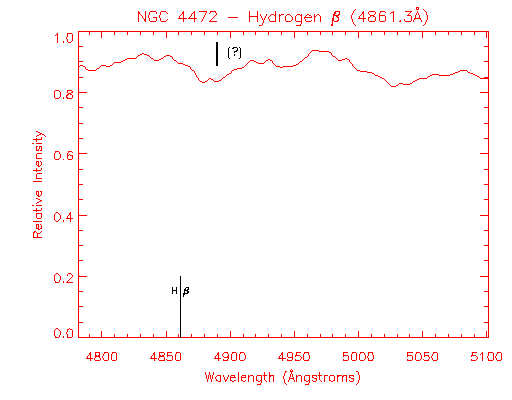 NGC 4472 – Hydrogen β (4861.3Å)
1.0
(?)
0.8
0.6
Relative Intensity
0.4
0.2
H β
0.0
4800 4850 4900 4950 5000 5050 5100
Wavelength (Ångstroms)